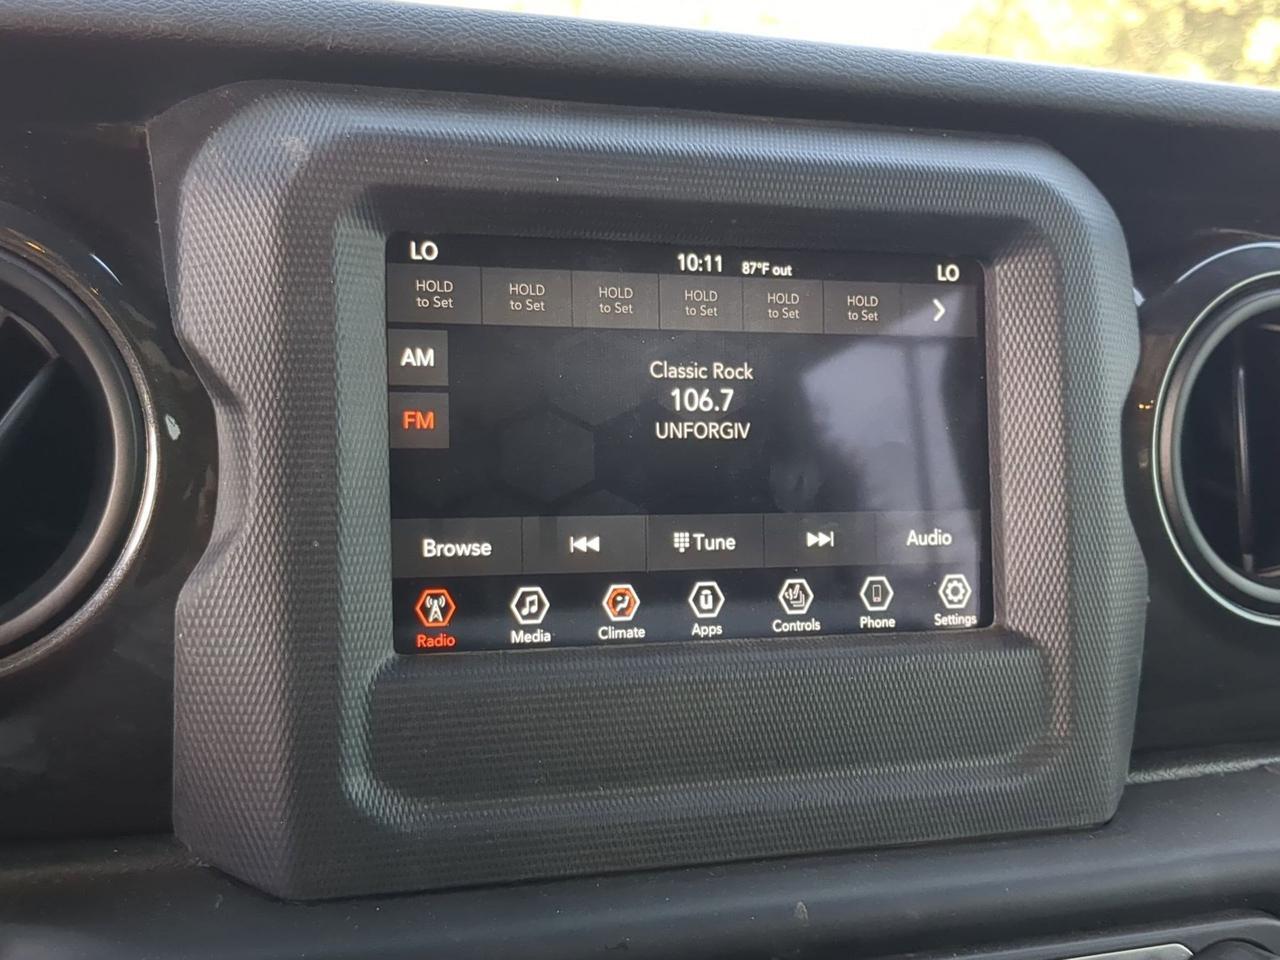 LO 10:11 87°F out LO
HOLD
to Set
HOLD
to Set
HOLD
to Set
HOLD
to Set
HOLD
to Set
HOLD
to Set
AM
FM
Classic Rock
106.7
UNFORGIV
Browse Tune Audio
Radio Media Climate Apps Controls Phone Settings